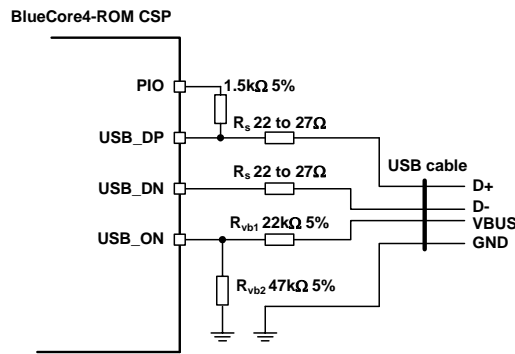 BlueCore4-ROM CSP
PIO
1.5kΩ 5%
USB_DP
Rs 22 to 27Ω
USB cable
D+
Rs 22 to 27Ω
USB_DN
D-
VBUS
USB_ON
Rvb1 22kΩ 5%
GND
Rvb2 47kΩ 5%